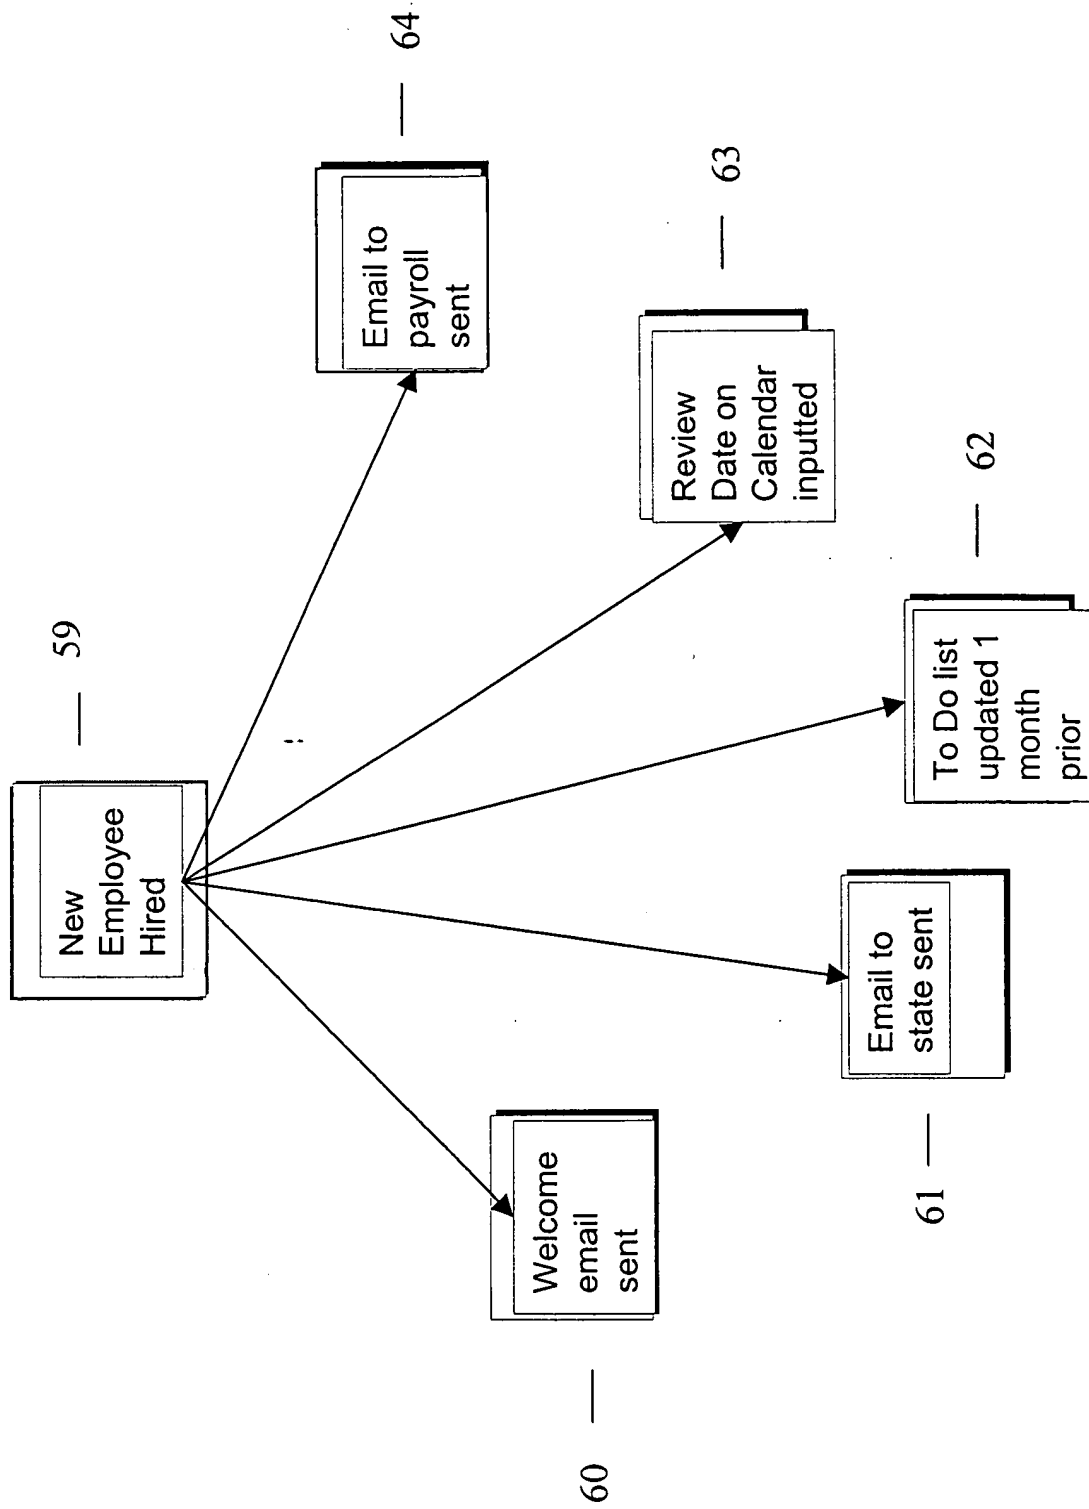 New
Employee
Hired
59
Welcome
email
sent
60
Email to
state sent
61
To Do list
updated 1
month
prior
62
Review
Date on
Calendar
inputted
63
Email to
payroll
sent
64